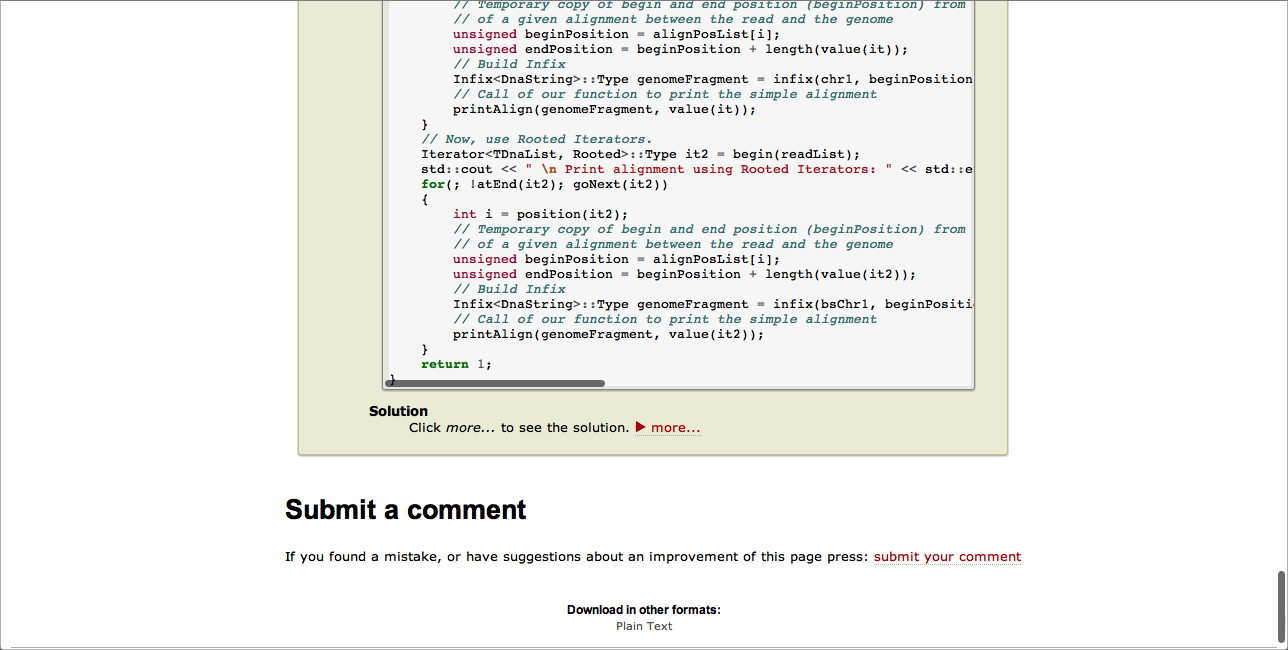 // Temporary copy of begin and end position (beginPosition) from
// of a given alignment between the read and the genome
unsigned beginPosition = alignPosList[i];
unsigned endPosition = beginPosition + length(value(it));
// Build Infix
Infix<DnaString>::Type genomeFragment = infix(chr1, beginPosition
// Call of our function to print the simple alignment
printAlign(genomeFragment, value(it));
}
// Now, use Rooted Iterators.
Iterator<TDnaList, Rooted>::Type it2 = begin(readList);
std::cout << " \n Print alignment using Rooted Iterators: " << std::e
for(; !atEnd(it2); goNext(it2))
{
int i = position(it2);
// Temporary copy of begin and end position (beginPosition) from
// of a given alignment between the read and the genome
unsigned beginPosition = alignPosList[i];
unsigned endPosition = beginPosition + length(value(it2));
// Build Infix
Infix<DnaString>::Type genomeFragment = infix(bsChr1, beginPositi
// Call of our function to print the simple alignment
printAlign(genomeFragment, value(it2));
}
return 1;
}
Solution
Click more... to see the solution. ▶ more...
Submit a comment
If you found a mistake, or have suggestions about an improvement of this page press: submit your comment
Download in other formats:
Plain Text